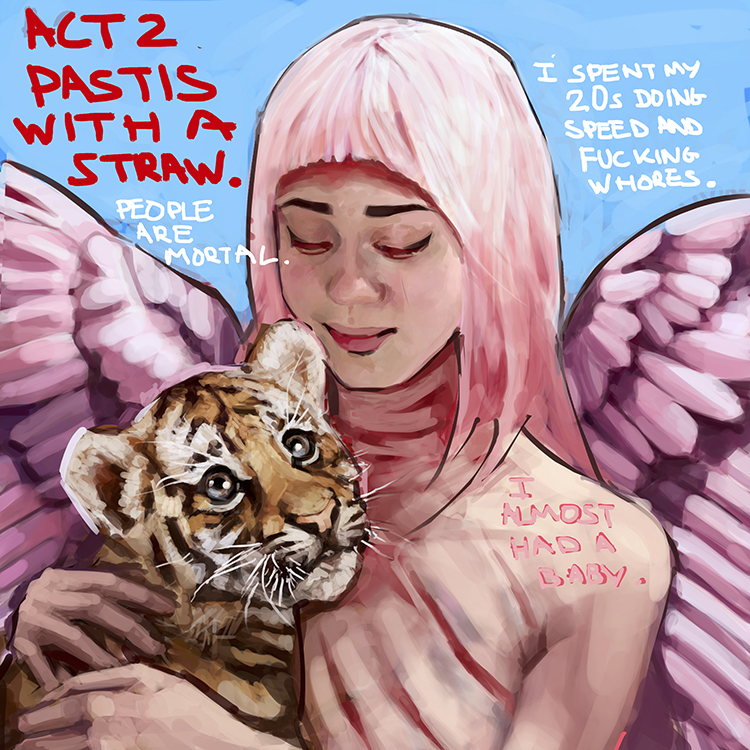 ACT 2
PASTIS
WITH A
STRAW.
PEOPLE
ARE
MORTAL.
I SPENT MY
20s DOING
SPEED AND
FUCKING
WHORES.
I
ALMOST
HAD A
BABY.